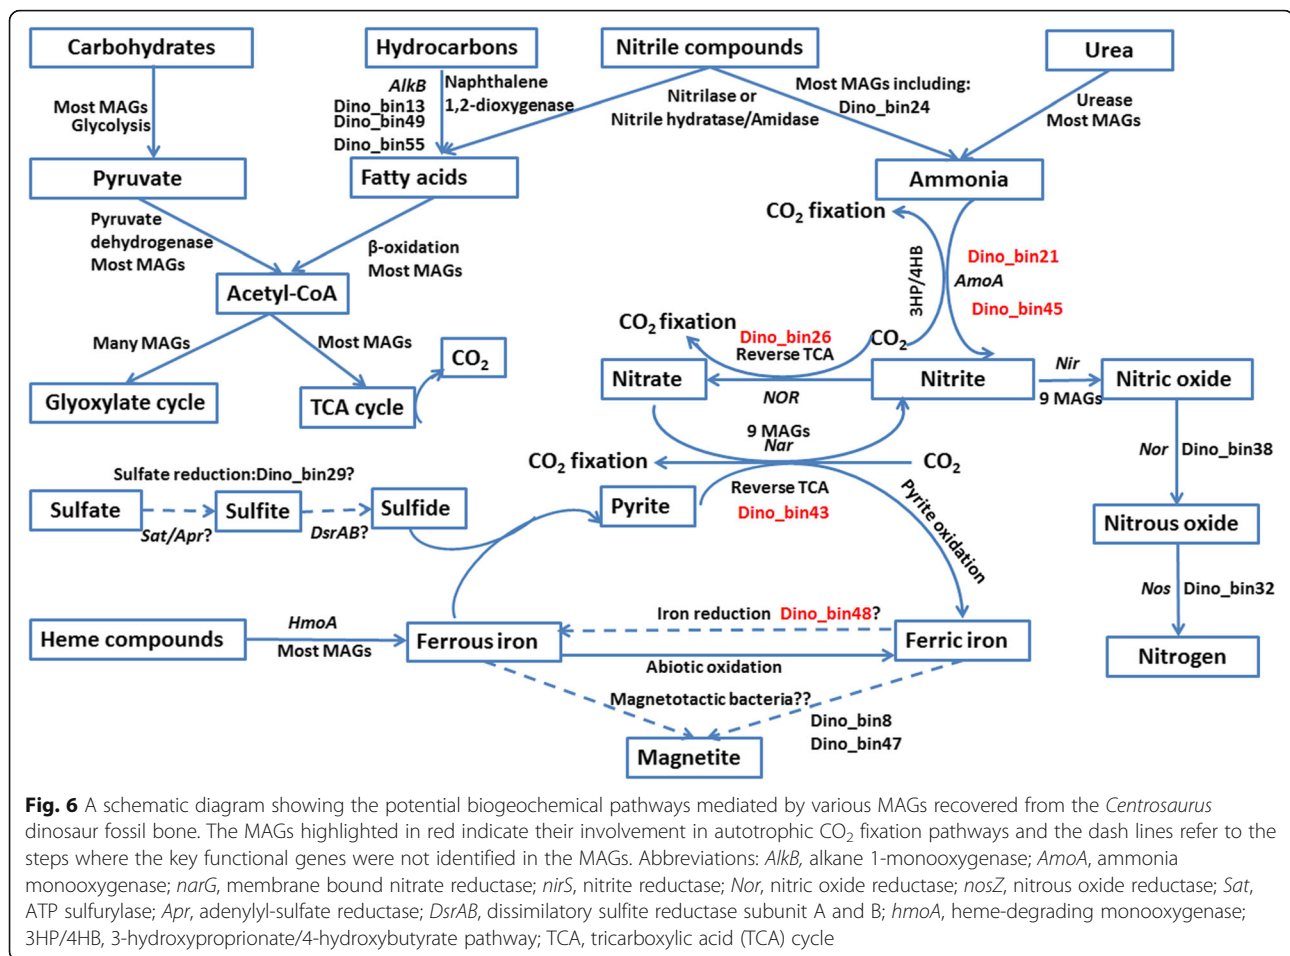 Carbohydrates
Hydrocarbons
Nitrile compounds
Urea
Most MAGs
Glycolysis
AlkB
Dino_bin13
Dino_bin49
Dino_bin55
Naphthalene
1,2-dioxygenase
Nitrilase or
Nitrile hydratase/Amidase
Most MAGs including:
Dino_bin24
Urease
Most MAGs
Pyruvate
Fatty acids
Ammonia
CO2 fixation
Pyruvate
dehydrogenase
Most MAGs
β-oxidation
Most MAGs
3HP/4HB
Dino_bin21
AmoA
Dino_bin45
Acetyl-CoA
Many MAGs
Most MAGs
CO2
CO2 fixation
Dino_bin26
Reverse TCA
CO2
Glyoxylate cycle
TCA cycle
Nitrate
NOR
Nitrite
Nir
9 MAGs
Nitric oxide
9 MAGs
Nar
Nor
Dino_bin38
CO2 fixation
CO2
Reverse TCA
Dino_bin43
Sulfate reduction:Dino_bin29?
Sulfate
Sat/Apr?
Sulfite
DsrAB?
Sulfide
Pyrite
Pyrite oxidation
Nitrous oxide
Nos
Dino_bin32
Nitrogen
Heme compounds
HmoA
Most MAGs
Ferrous iron
Iron reduction Dino_bin48?
Abiotic oxidation
Ferric iron
Magnetotactic bacteria??
Dino_bin8
Dino_bin47
Magnetite
Fig. 6 A schematic diagram showing the potential biogeochemical pathways mediated by various MAGs recovered from the Centrosaurus
dinosaur fossil bone. The MAGs highlighted in red indicate their involvement in autotrophic CO2 fixation pathways and the dash lines refer to the
steps where the key functional genes were not identified in the MAGs. Abbreviations: AlkB, alkane 1-monooxygenase; AmoA, ammonia
monooxygenase; narG, membrane bound nitrate reductase; nirS, nitrite reductase; Nor, nitric oxide reductase; nosZ, nitrous oxide reductase; Sat,
ATP sulfurylase; Apr, adenylyl-sulfate reductase; DsrAB, dissimilatory sulfite reductase subunit A and B; hmoA, heme-degrading monooxygenase;
3HP/4HB, 3-hydroxyproprionate/4-hydroxybutyrate pathway; TCA, tricarboxylic acid (TCA) cycle